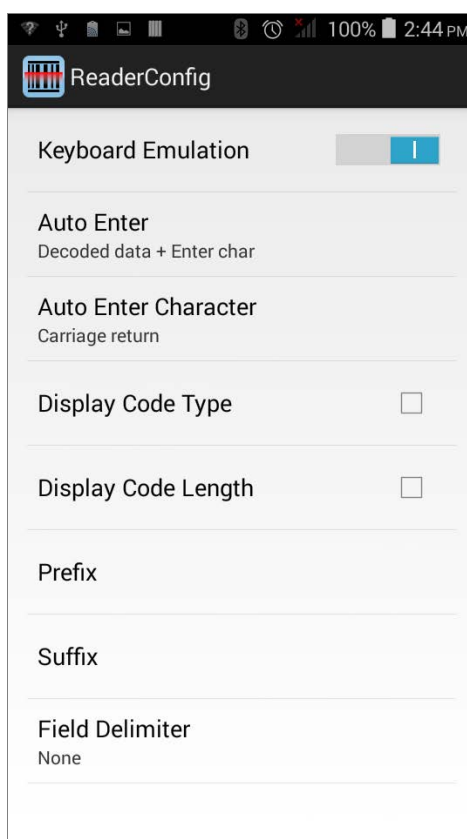 100% 2:44 PM
ReaderConfig
Keyboard Emulation
Auto Enter
Decoded data + Enter char
Auto Enter Character
Carriage return
Display Code Type
Display Code Length
Prefix
Suffix
Field Delimiter
None